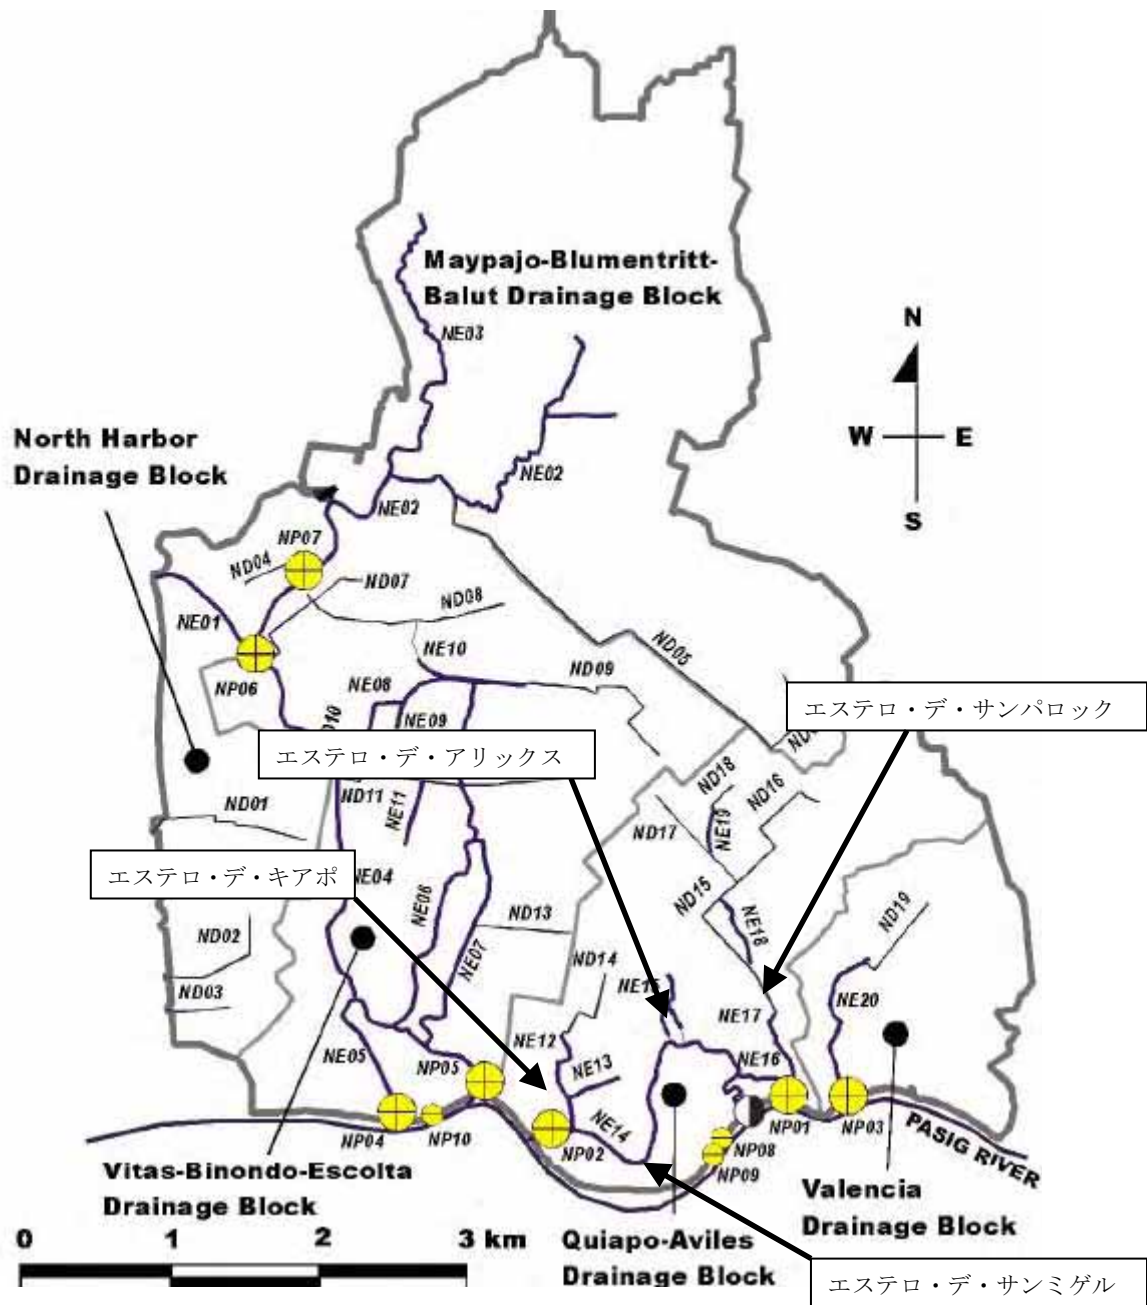 Maypajo-Blumentritt-
Balut Drainage Block
N
NE03
W
E
North Harbor
Drainage Block
NE02
S
NE02
NP07
ND04
ND07
ND08
NE01
ND05
NE10
ND09
NP06
NE08
エステロ・デ・サンパロック
NE09
エステロ・デ・アリックス
ND18
ND16
ND11
NE11
ND01
NE19
ND17
エステロ・デ・キアポ
NE04
NE06
ND15
ND13
ND19
ND02
NE07
NE18
ND14
ND03
NE15
NE20
NE17
NE12
NE05
NP05
NE13
NE16
NE14
NP04
NP10
NP02
NP08
NP09
NP01
NP03
PASIG RIVER
Vitas-Binondo-Escolta
Drainage Block
Valencia
Drainage Block
0
1
2
3 km
Quiapo-Aviles
Drainage Block
エステロ・デ・サンミゲル